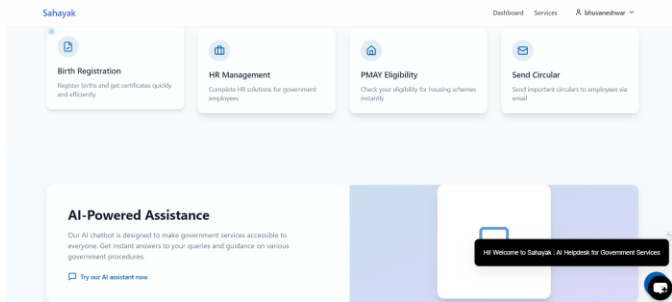 Sahayak
Dashboard Services bhuvaneshwar
Birth Registration
Register births and get certificates quickly
and efficiently
HR Management
Complete HR solutions for government
employees
PMAY Eligibility
Check your eligibility for housing schemes
instantly
Send Circular
Send important circulars to employees via
email
AI-Powered Assistance
Our AI chatbot is designed to make government services accessible to
everyone. Get instant answers to your queries and guidance on various
government procedures.
Try our AI assistant now
Hi! Welcome to Sahayak : AI Helpdesk for Government Services